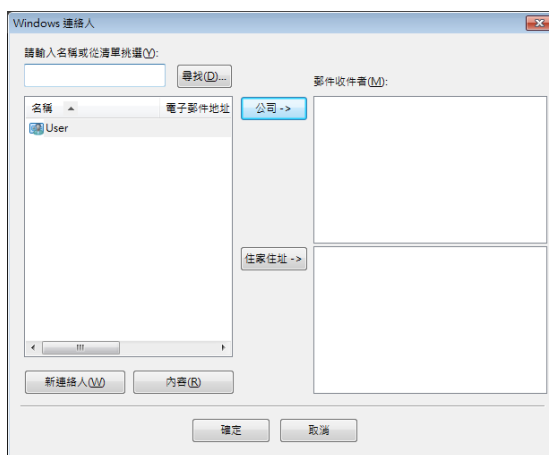 Windows 連絡人
請輸入名稱或從清單挑選(Y):
尋找(D)...
郵件收件者(M):
名稱 電子郵件地址
公司 ->
User
住家住址 ->
新連絡人(W) 內容(R)
確定 取消